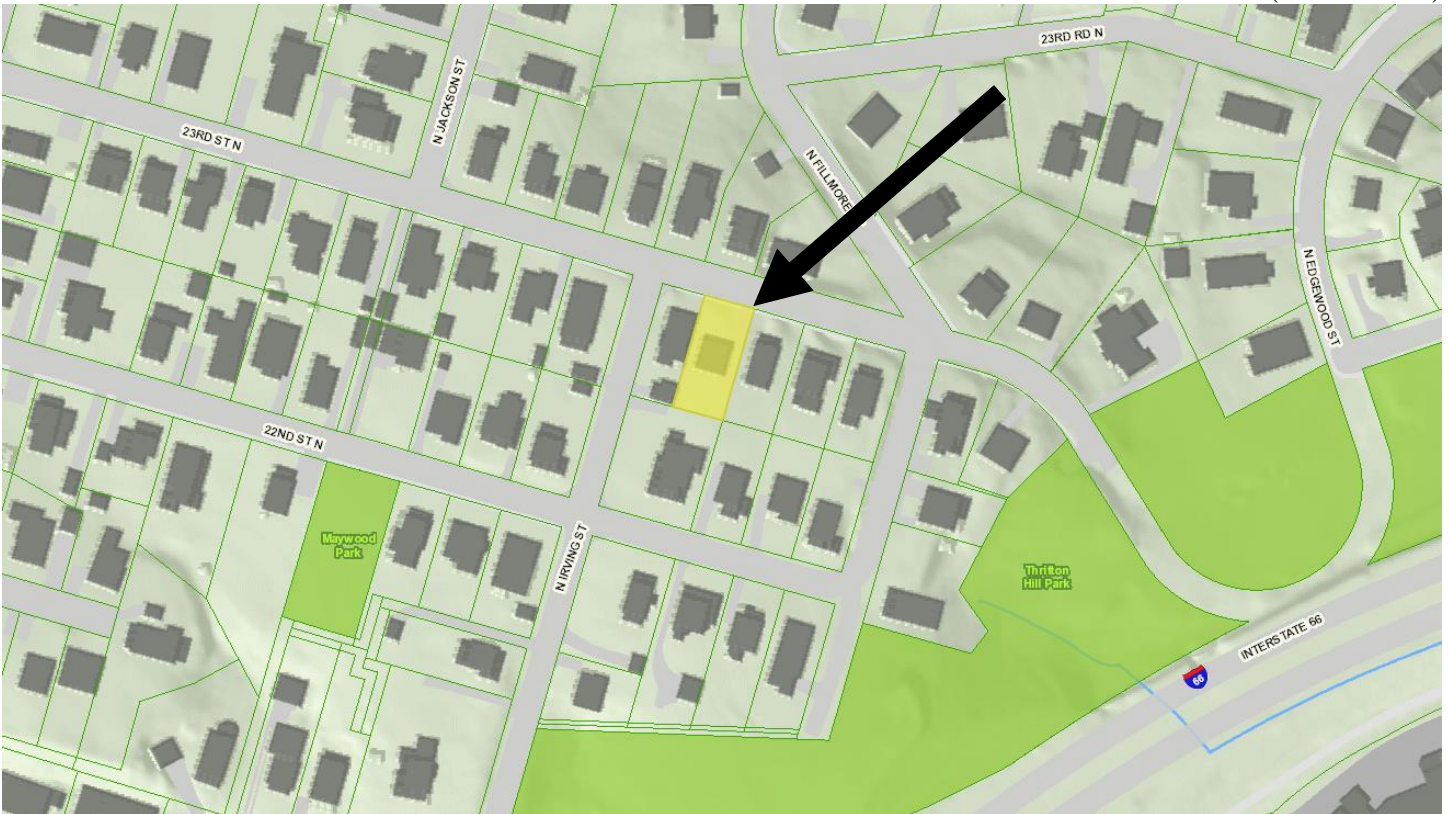 23RD RD N
N JACKSON ST
23RD ST N
N FILLMORE
N EDGEWOOD ST
22ND ST N
Maywood
Park
N IRVING ST
Thrifton
Hill Park
INTERSTATE 66
66